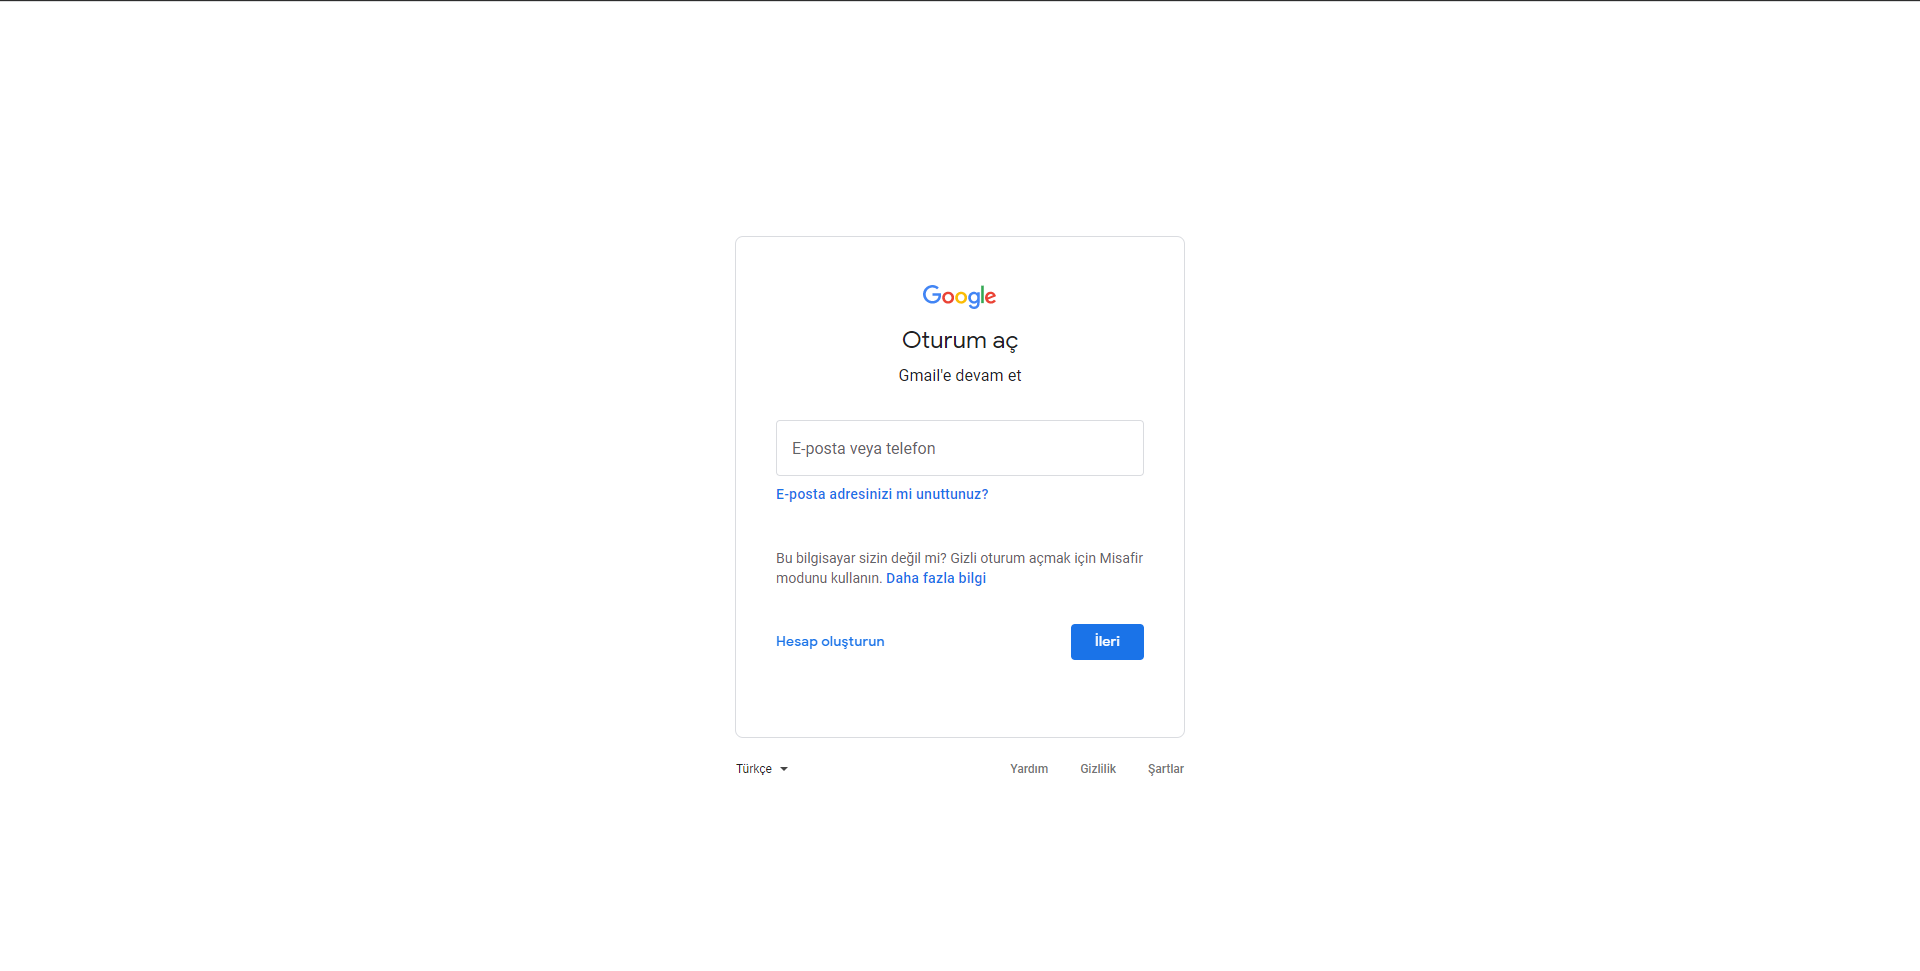 Google
Oturum aç
Gmail'e devam et
E-posta veya telefon
E-posta adresinizi mi unuttunuz?
Bu bilgisayar sizin değil mi? Gizli oturum açmak için Misafir
modunu kullanın. Daha fazla bilgi
Hesap oluşturun
İleri
Türkçe
Yardım
Gizlilik
Şartlar